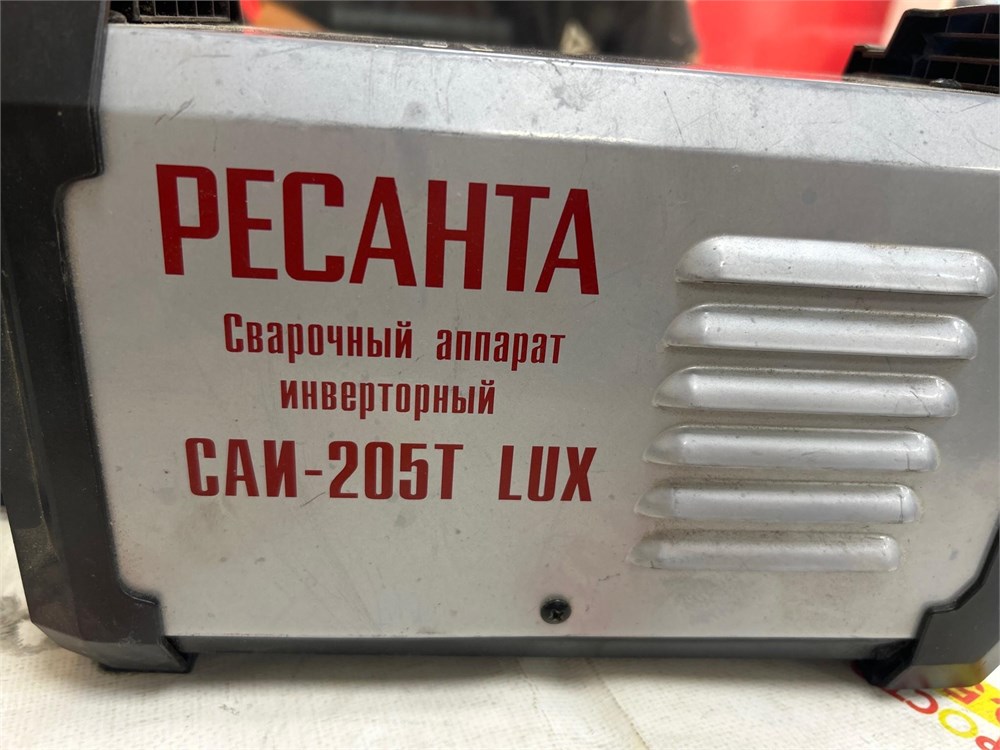 РЕСАНТА
Сварочный аппарат
инверторный
САИ-205Т LUX